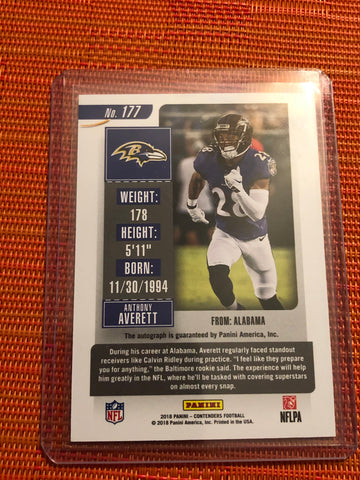 No. 177
WEIGHT:
178
HEIGHT:
5'11"
BORN:
11/30/1994
ANTHONY
AVERETT
28
FROM: ALABAMA
The autograph is guaranteed by Panini America, Inc.
During his career at Alabama, Averett regularly faced standout
receivers like Calvin Ridley during practice. "I feel like they prepare
you for anything," the Baltimore rookie said. The experience will help
him greatly in the NFL, where he'll be tasked with covering superstars
on almost every snap.
NFL
PANINI
NFLPA
2018 PANINI – CONTENDERS FOOTBALL
© 2018 Panini America, Inc. Printed in the USA.